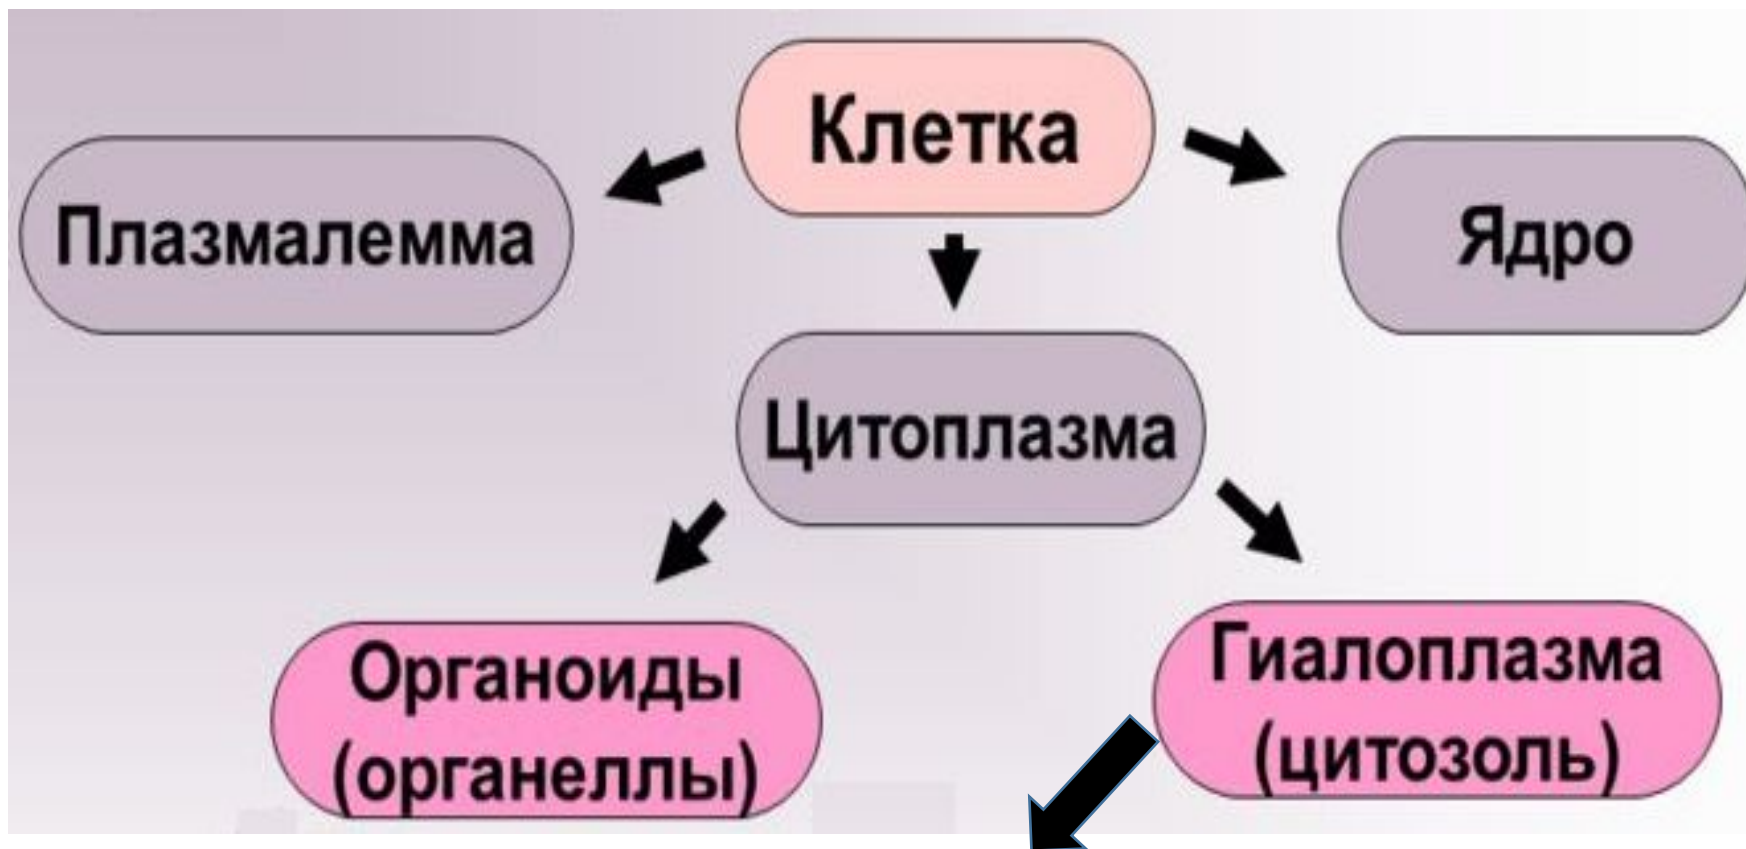 Клетка
Плазмалемма
Ядро
Цитоплазма
Органоиды
(органеллы)
Гиалоплазма
(цитозоль)